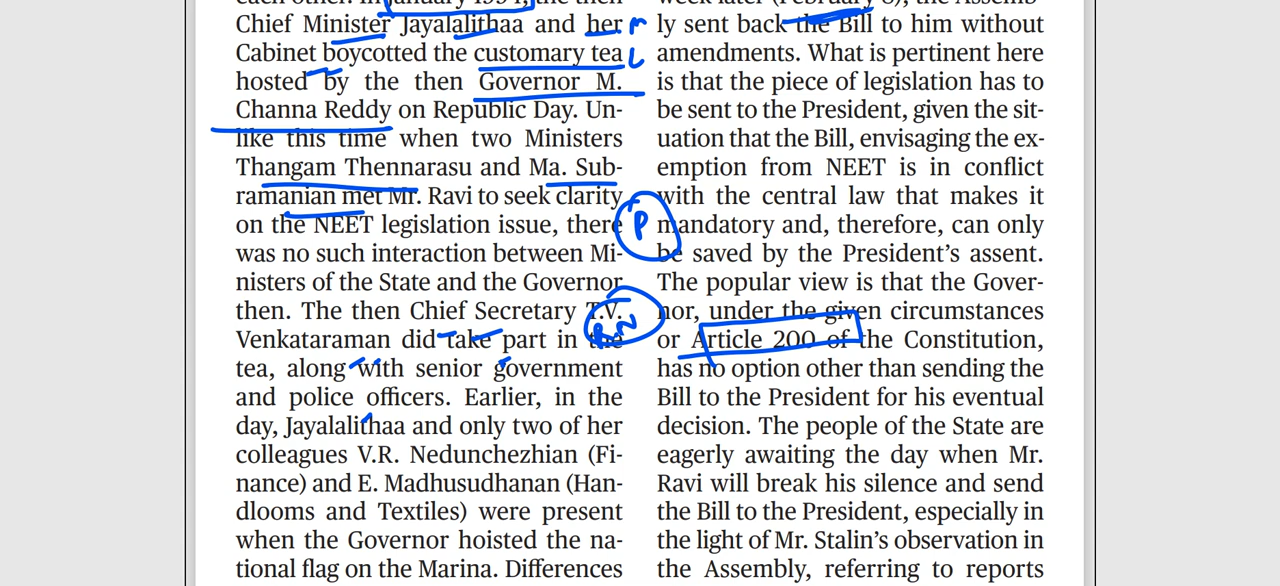 Chief Minister Jayalalithaa and her
Cabinet boycotted the customary tea
hosted by the then Governor M.
Channa Reddy on Republic Day. Un-
like this time when two Ministers
Thangam Thennarasu and Ma. Sub-
ramanian met Mr. Ravi to seek clarity
on the NEET legislation issue, there
was no such interaction between Mi-
nisters of the State and the Governor
then. The then Chief Secretary T.V.
Venkataraman did take part in the
tea, along with senior government
and police officers. Earlier, in the
day, Jayalalithaa and only two of her
colleagues V.R. Nedunchezhian (Fi-
nance) and E. Madhusudhanan (Han-
dlooms and Textiles) were present
when the Governor hoisted the na-
tional flag on the Marina. Differences
ly sent back the Bill to him without
amendments. What is pertinent here
is that the piece of legislation has to
be sent to the President, given the sit-
uation that the Bill, envisaging the ex-
emption from NEET is in conflict
with the central law that makes it
mandatory and, therefore, can only
be saved by the President's assent.
The popular view is that the Gover-
nor, under the given circumstances
or Article 200 of the Constitution,
has no option other than sending the
Bill to the President for his eventual
decision. The people of the State are
eagerly awaiting the day when Mr.
Ravi will break his silence and send
the Bill to the President, especially in
the light of Mr. Stalin's observation in
the Assembly, referring to reports
P